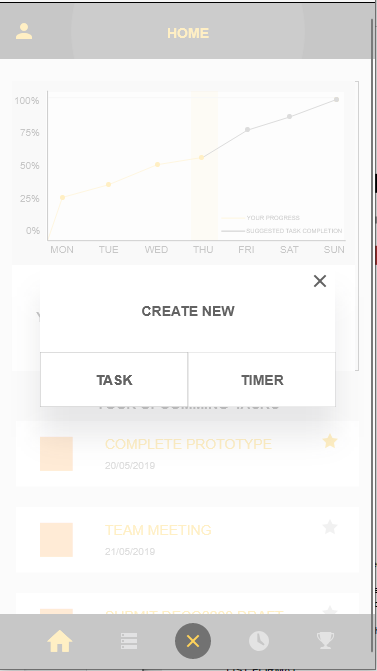 HOME
100%
75%
50%
25%
0%
YOUR PROGRESS
SUGGESTED TASK COMPLETION
MON TUE WED THU FRI SAT SUN
CREATE NEW
TASK TIMER
COMPLETE PROTOTYPE
20/05/2019
TEAM MEETING
21/05/2019